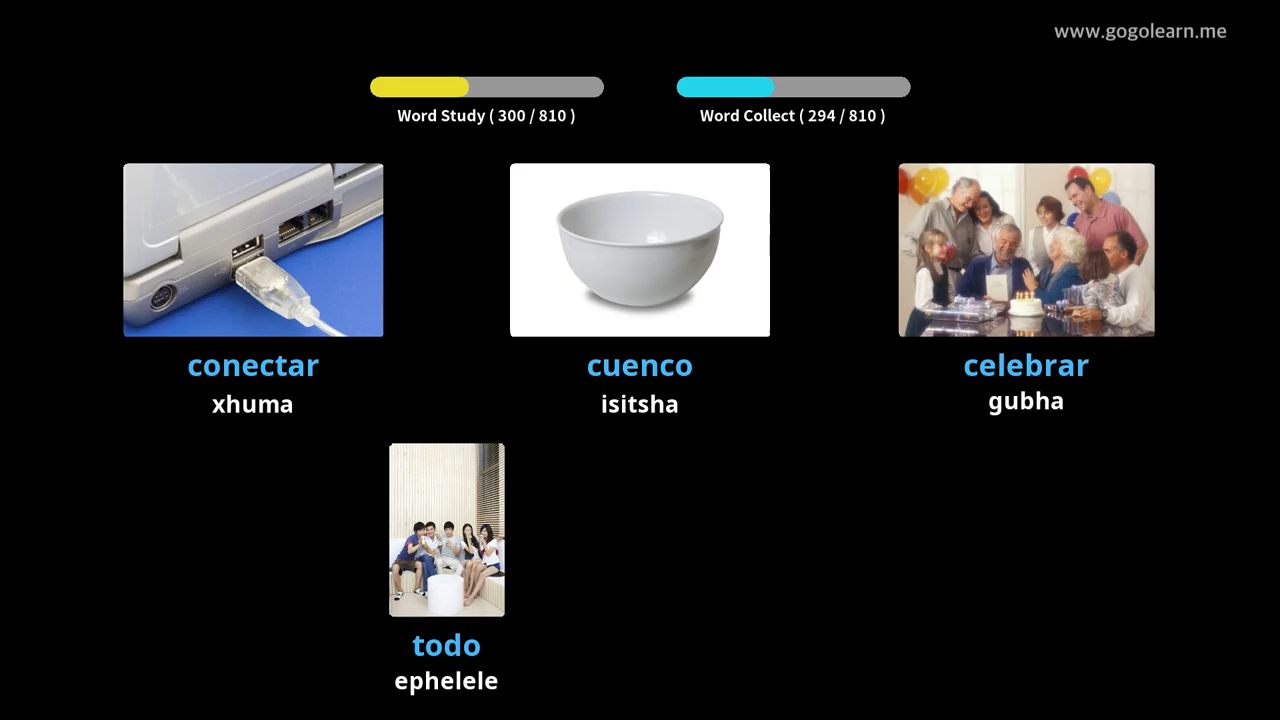 www.gogolearn.me
Word Study ( 300 / 810 )
Word Collect ( 294 / 810 )
conectar
xhuma
cuenco
isitsha
celebrar
gubha
todo
ephelele